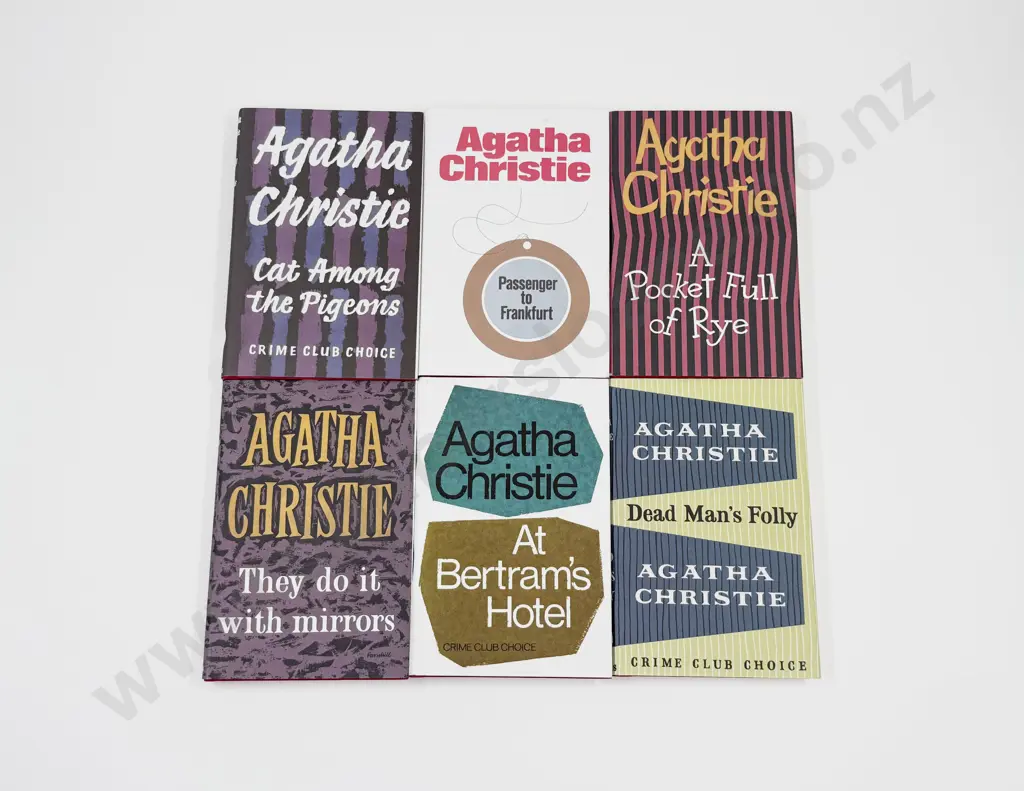 Agatha
Christie
Cat Among
the Pigeons
CRIME CLUB CHOICE
Agatha
Christie
Passenger
to
Frankfurt
Agatha
Christie
A
Pocket Full
of Rye
AGATHA
CHRISTIE
They do it
with mirrors
Agatha
Christie
At
Bertram's
Hotel
CRIME CLUB CHOICE
AGATHA
CHRISTIE
Dead Man's Folly
AGATHA
CHRISTIE
CRIME CLUB CHOICE